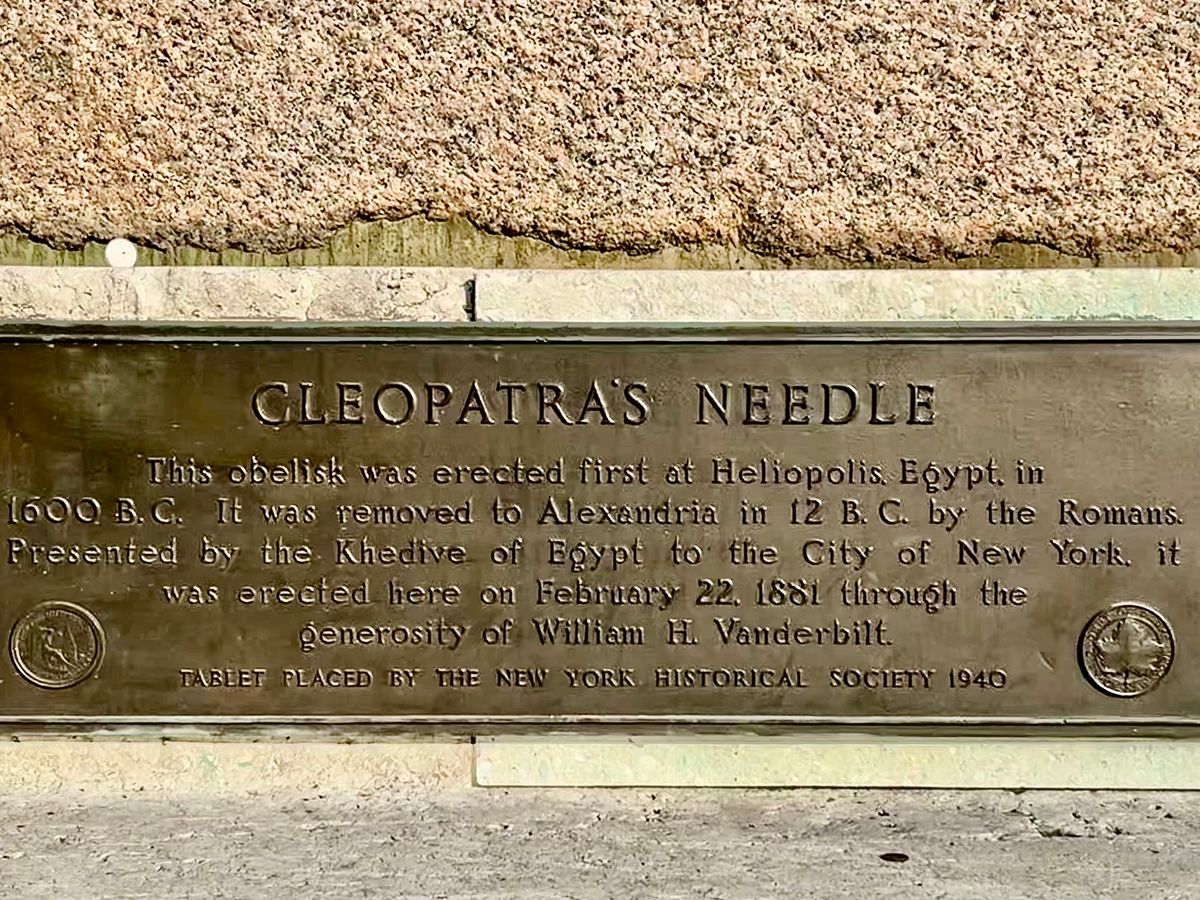 CLEOPATRA'S NEEDLE
This obelisk was erected first at Heliopolis, Egypt, in
1600 B.C. It was removed to Alexandria in 12 B.C. by the Romans.
Presented by the Khedive of Egypt to the City of New York, it
was erected here on February 22, 1881 through the
generosity of William H. Vanderbilt.
TABLET PLACED BY THE NEW YORK HISTORICAL SOCIETY 1940